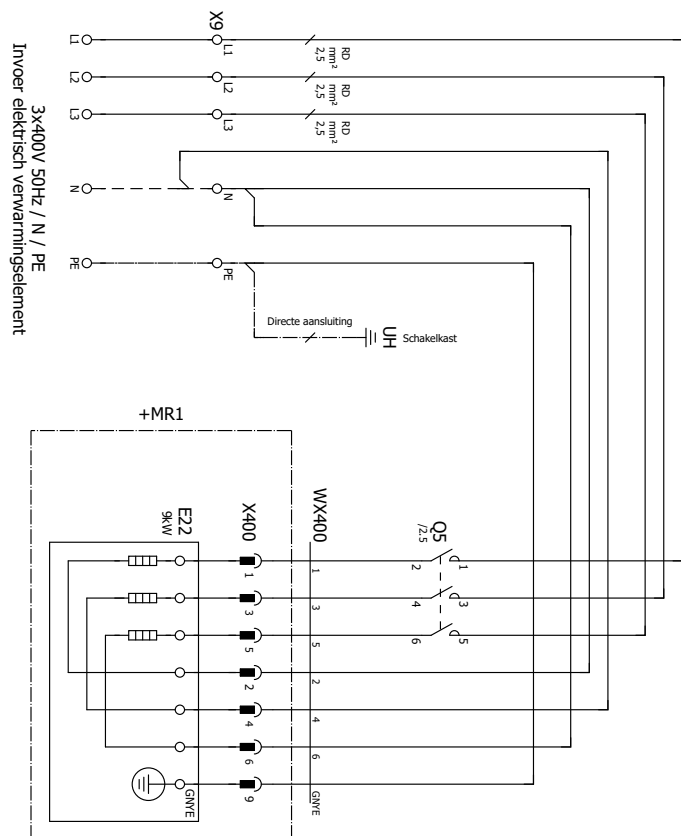 3x400V 50Hz / N / PE
Invoer elektrisch verwarmingselement
L1
L2
L3
N
PE
X9
L1
L2
L3
N
PE
RD
mm²
2,5
RD
mm²
2,5
RD
mm²
2,5
Directe aansluiting
UH
Schakelkast
+MR1
E22
9kW
X400
1
3
5
2
4
6
9
GNYE
WX400
1
3
5
2
4
6
GNYE
Q5
/2.5
1
2
3
4
5
6